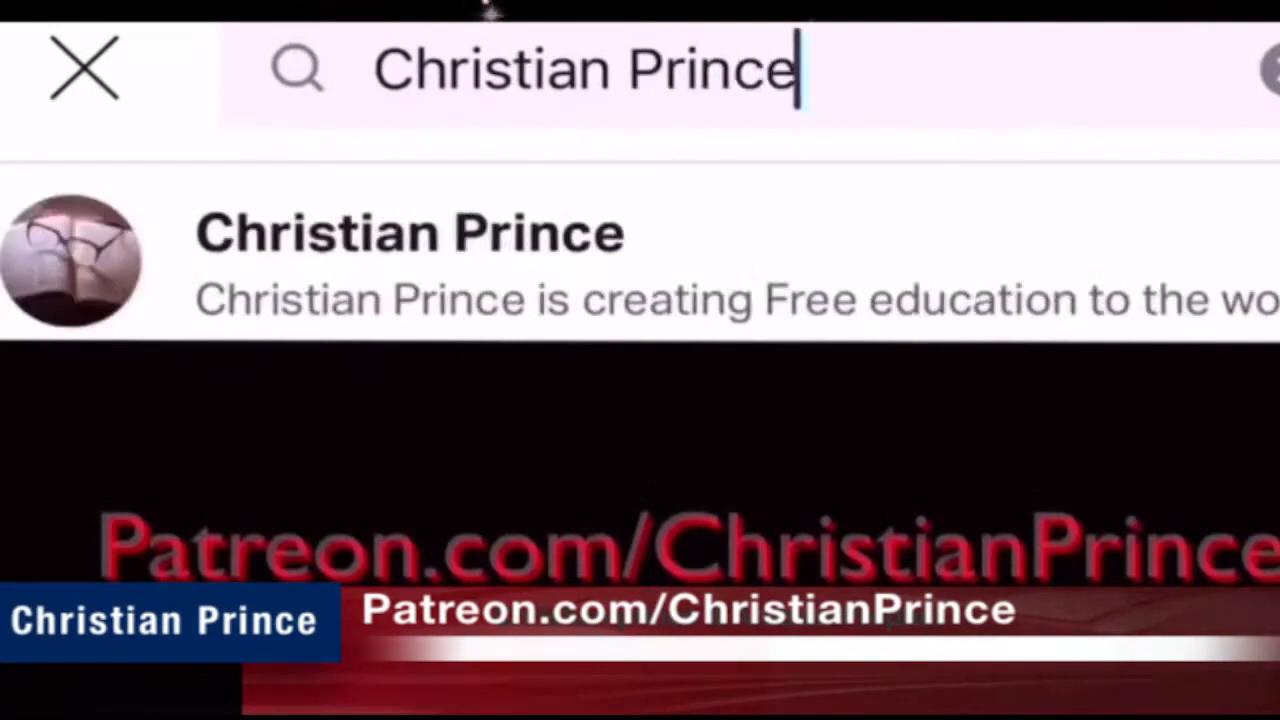 Christian Prince
Christian Prince
Christian Prince is creating Free education to the wo
Patreon.com/ChristianPrince
Christian Prince
Patreon.com/ChristianPrince